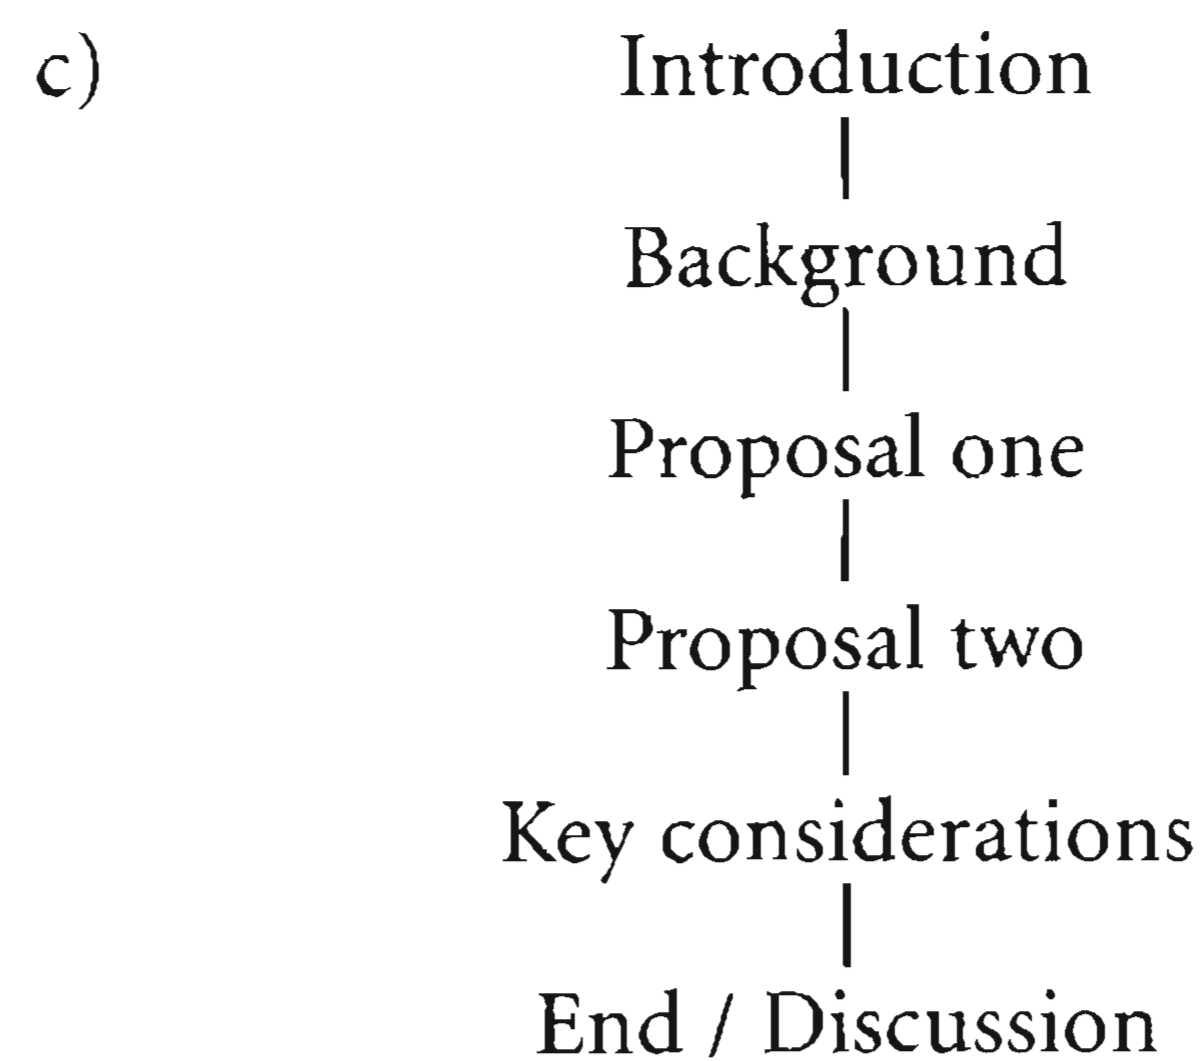 c) Introduction
Background
Proposal one
Proposal two
Key considerations
End / Discussion